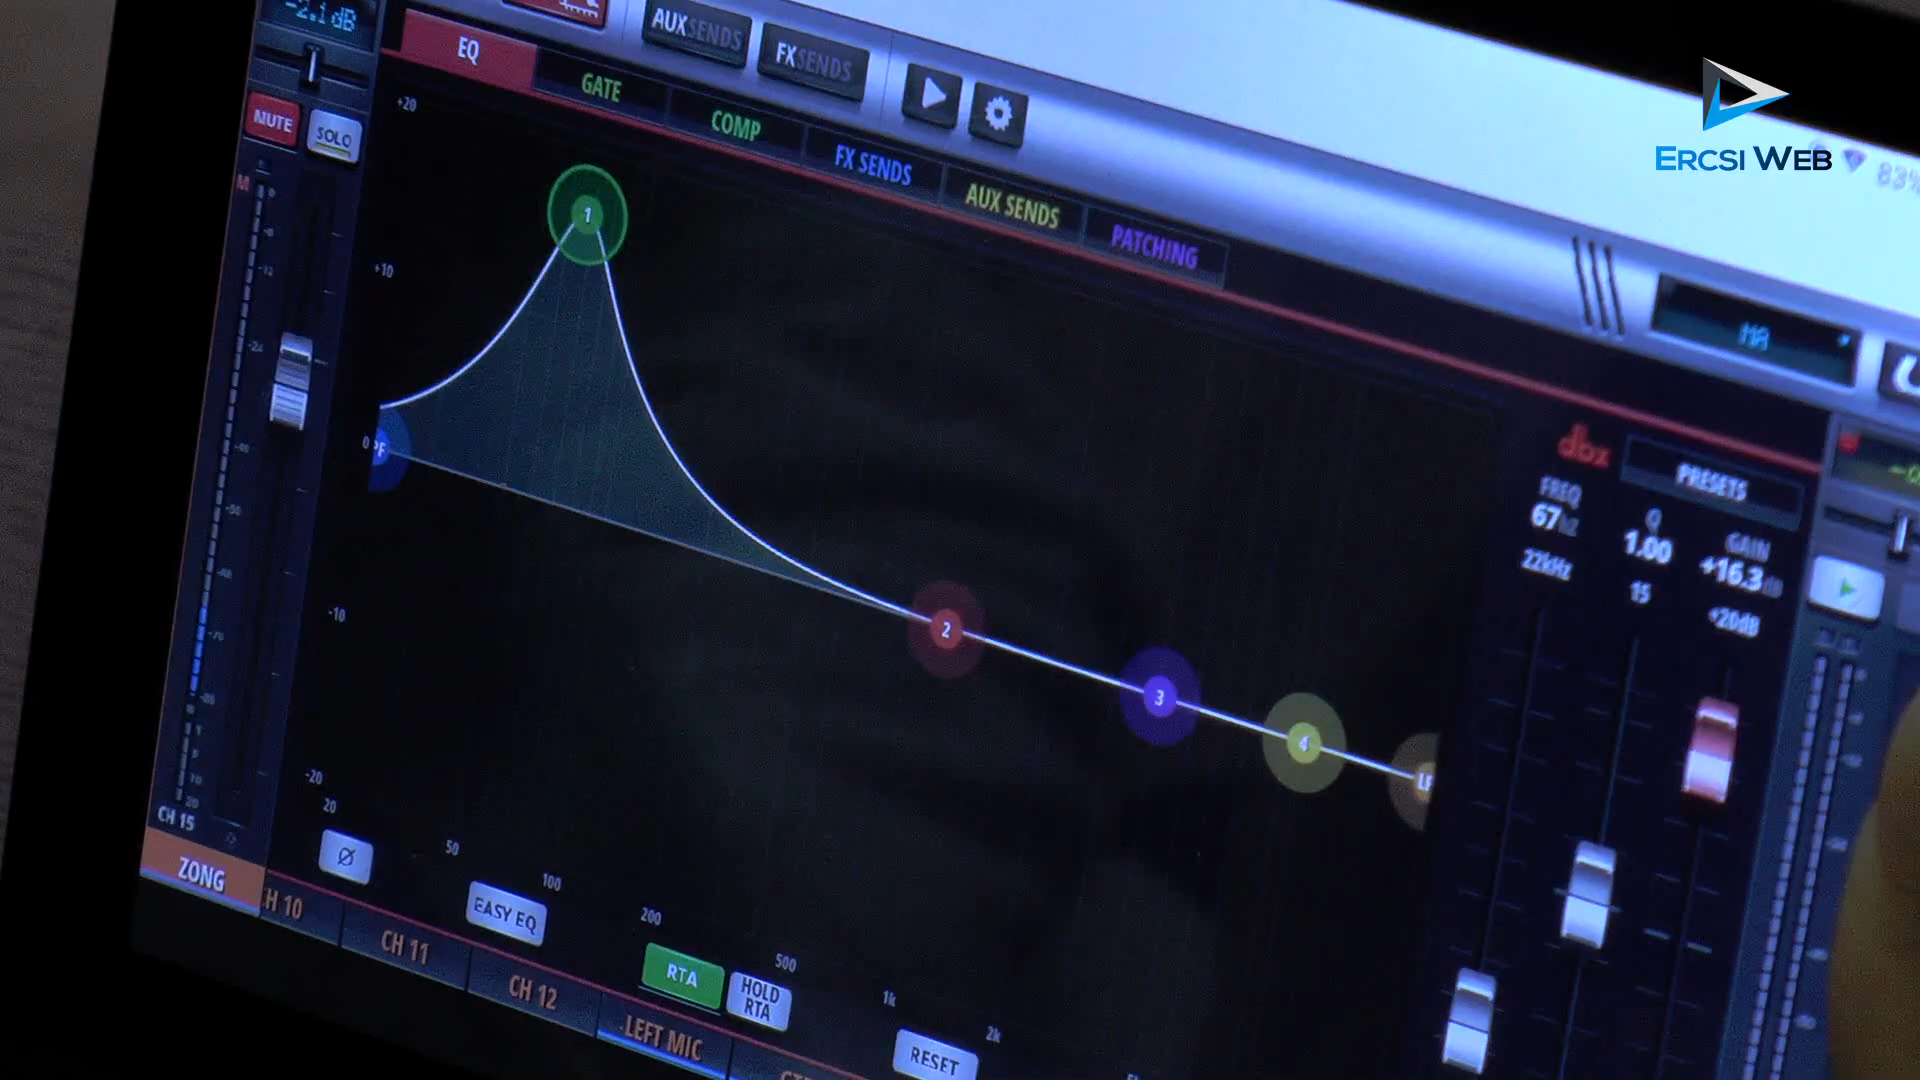 -2.1dB
AUX SENDS
FX SENDS
EQ
GATE
COMP
FX SENDS
AUX SENDS
PATCHING
ERCSI WEB
83%
MUTE
SOLO
M
+20
+10
0
PF
-10
-20
1
2
3
4
MA
dbx
PRESETS
FREQ
67hz
22kHz
Q
1.00
15
GAIN
+16.3dB
+20dB
CH 15
ZONG
20
50
100
200
500
1k
2k
Ø
EASY EQ
RTA
HOLD
RTA
RESET
CH 11
CH 12
LEFT MIC